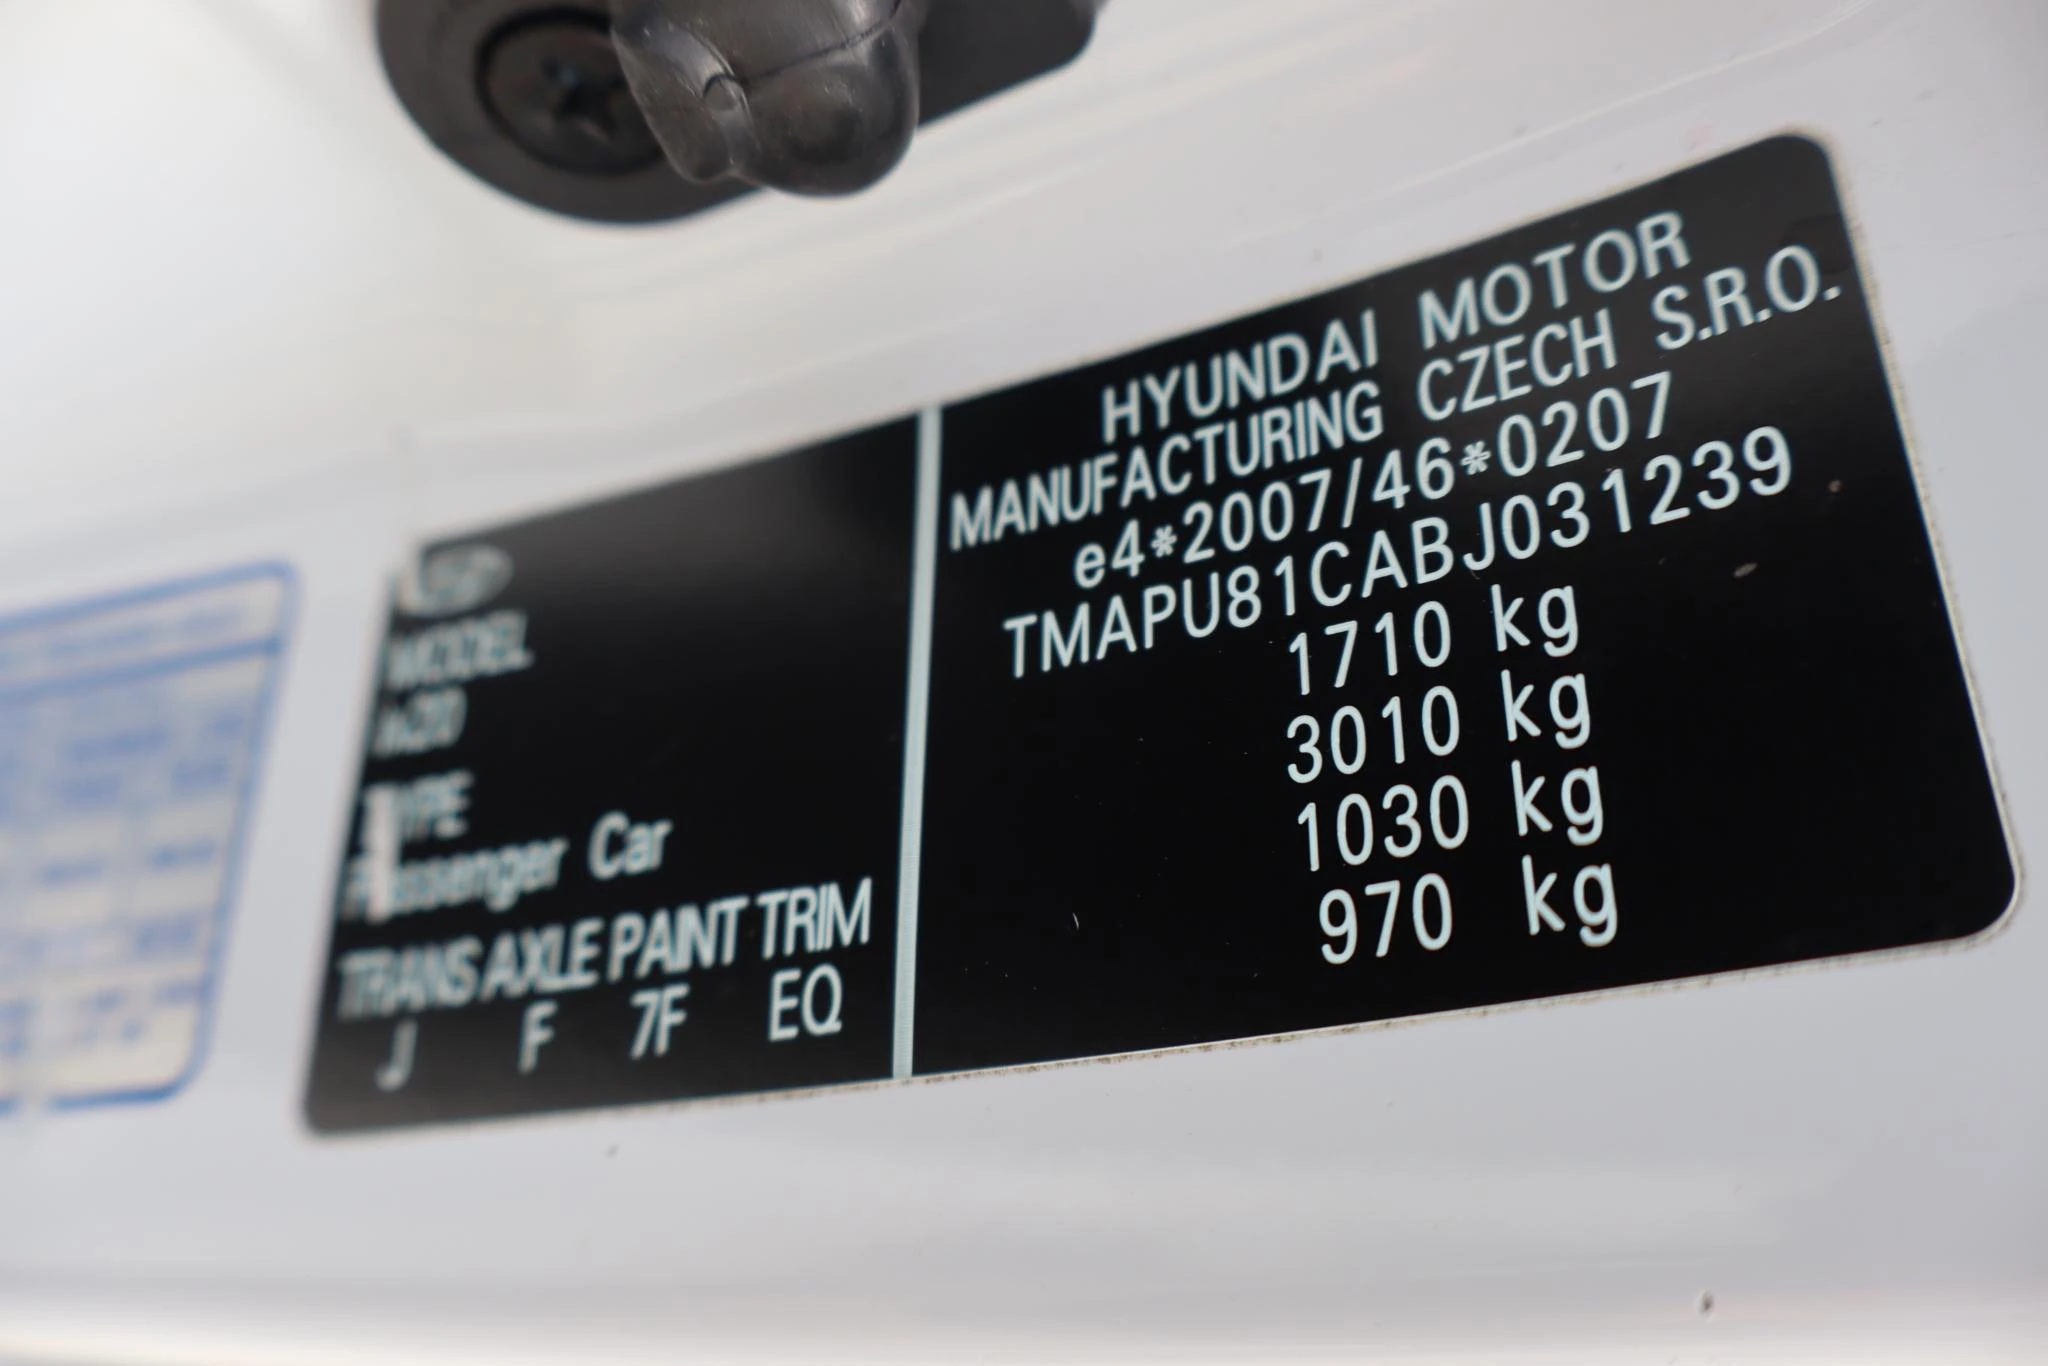 MODEL
ix20
TYPE
Passenger Car
TRANS AXLE PAINT TRIM
J F 7F EQ
HYUNDAI MOTOR
MANUFACTURING CZECH S.R.O.
e4*2007/46*0207
TMAPU81CABJ031239
1710 kg
3010 kg
1030 kg
970 kg